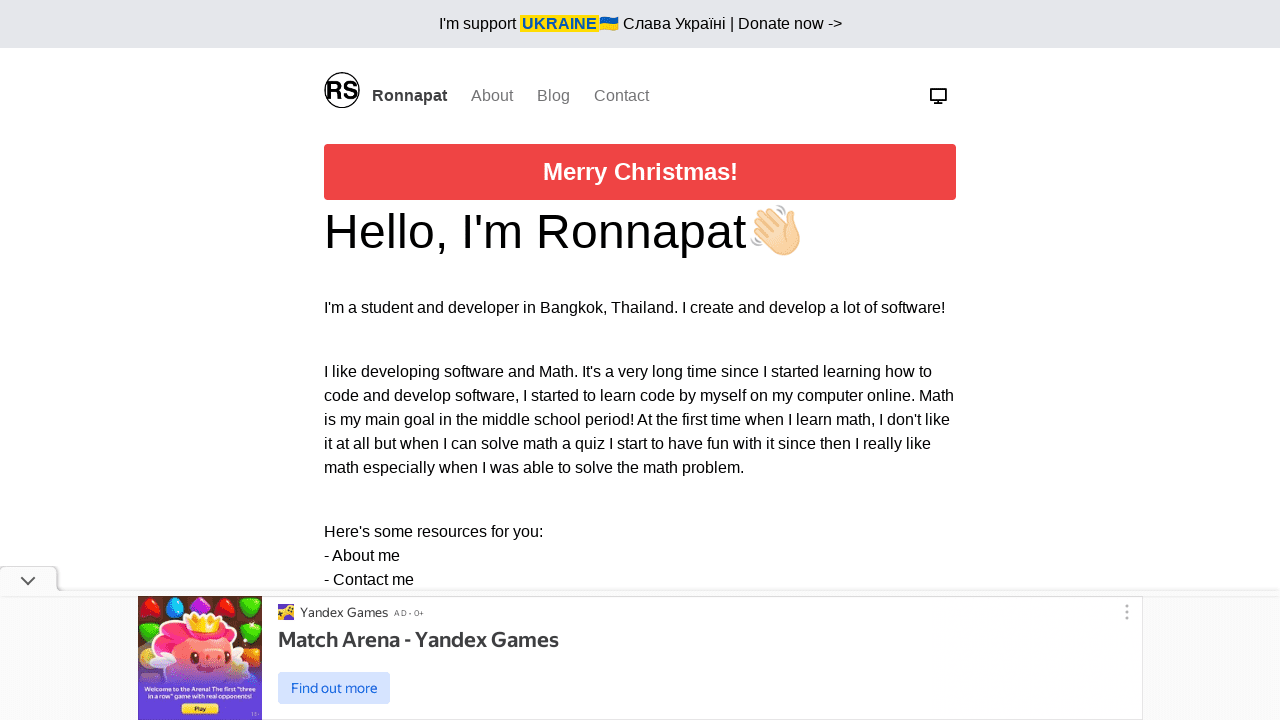 I'm support UKRAINE🇺🇦 Слава Україні | Donate now ->
RS Ronnapat About Blog Contact
Merry Christmas!
Hello, I'm Ronnapat👋🏻
I'm a student and developer in Bangkok, Thailand. I create and develop a lot of software!
I like developing software and Math. It's a very long time since I started learning how to
code and develop software, I started to learn code by myself on my computer online. Math
is my main goal in the middle school period! At the first time when I learn math, I don't like
it at all but when I can solve math a quiz I start to have fun with it since then I really like
math especially when I was able to solve the math problem.
Here's some resources for you:
- About me
- Contact me
Yandex Games AD • 0+
Match Arena - Yandex Games
Find out more
Welcome to the Arena! The first "three
in a row" game with real opponents!
Play